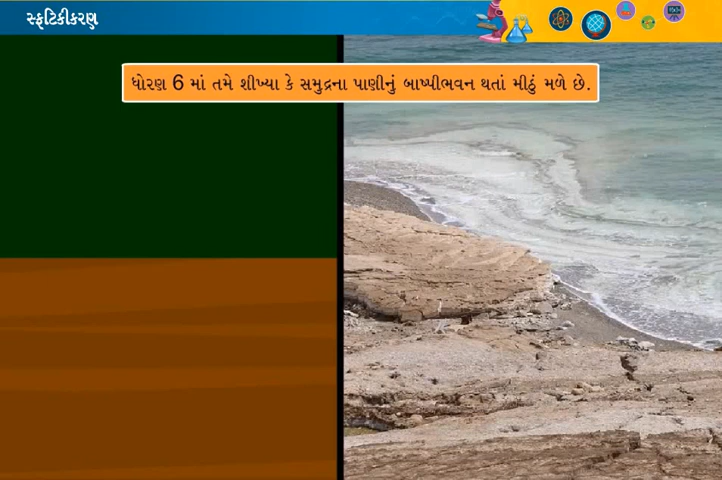 સ્ફટિકીકરણ
ધોરણ 6 માં તમે શીખ્યા કે સમુદ્રના પાણીનું બાષ્પીભવન થતાં મીઠું મળે છે.